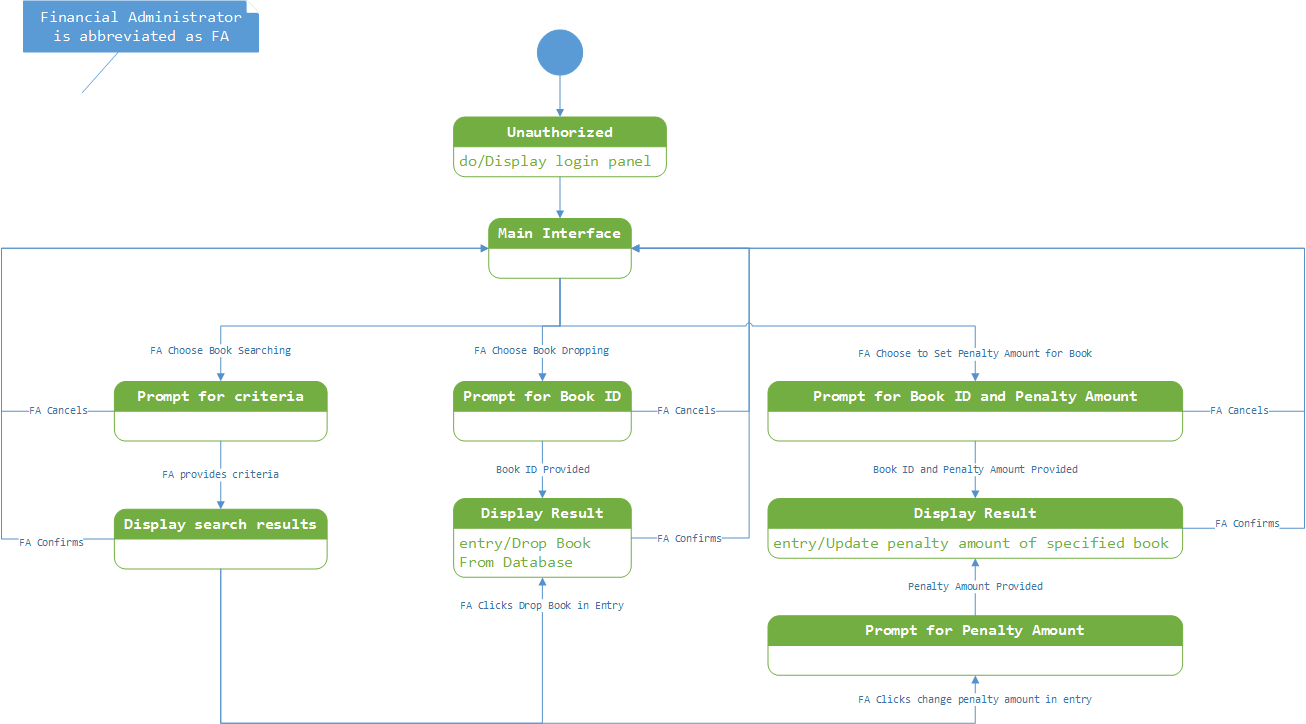 Financial Administrator
is abbreviated as FA
Unauthorized
do/Display login panel
Main Interface
FA Choose Book Searching
FA Choose Book Dropping
FA Choose to Set Penalty Amount for Book
Prompt for criteria
Prompt for Book ID
Prompt for Book ID and Penalty Amount
FA Cancels
FA Cancels
FA Cancels
FA provides criteria
Book ID Provided
Book ID and Penalty Amount Provided
Display search results
Display Result
Display Result
FA Confirms
entry/Drop Book
From Database
FA Confirms
entry/Update penalty amount of specified book
FA Confirms
FA Clicks Drop Book in Entry
Penalty Amount Provided
Prompt for Penalty Amount
FA Clicks change penalty amount in entry